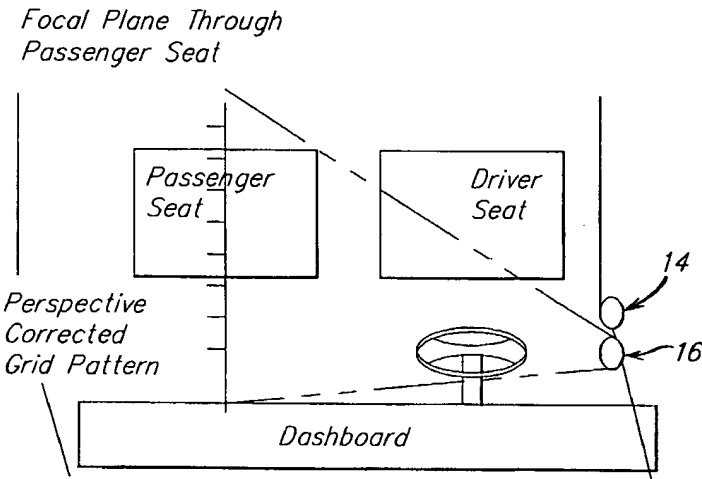 Focal Plane Through
Passenger Seat
Passenger
Seat
Driver
Seat
14
Perspective
Corrected
Grid Pattern
16
Dashboard